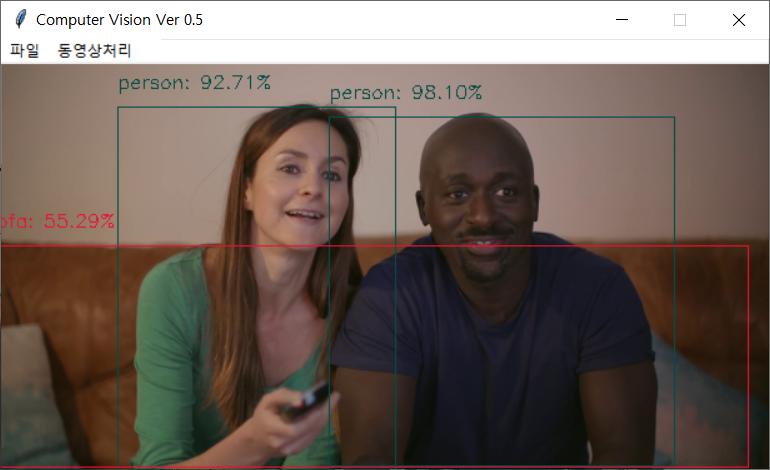 Computer Vision Ver 0.5
파일 동영상처리
person: 92.71%
person: 98.10%
ofa: 55.29%